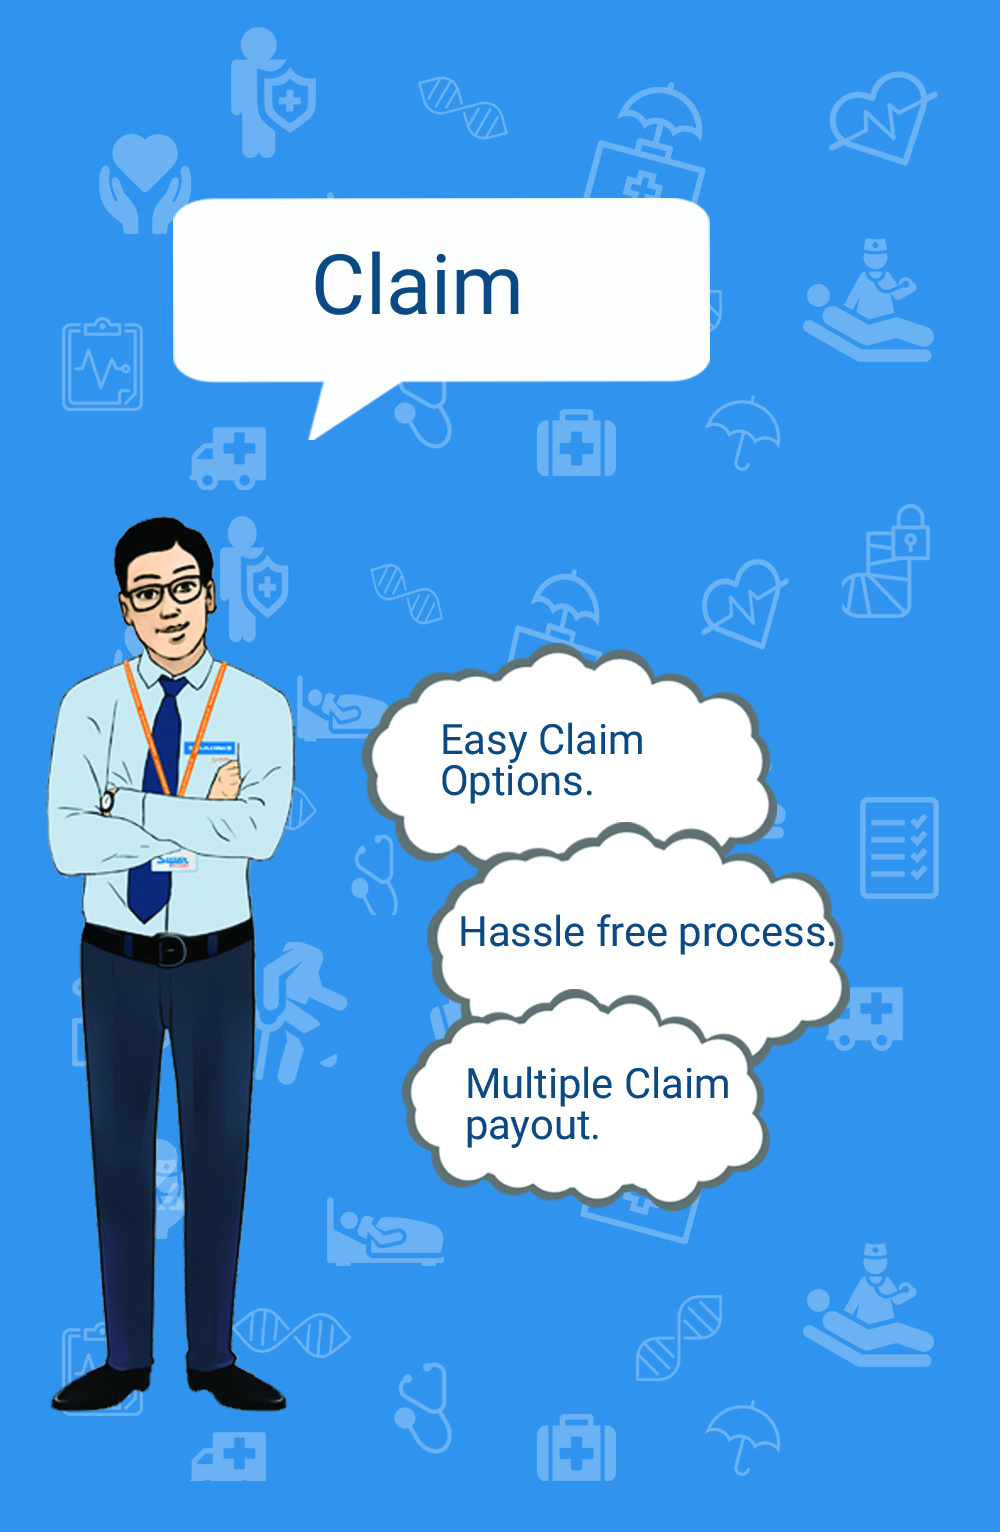 Claim
Easy Claim
Options.
Hassle free process.
Multiple Claim
payout.